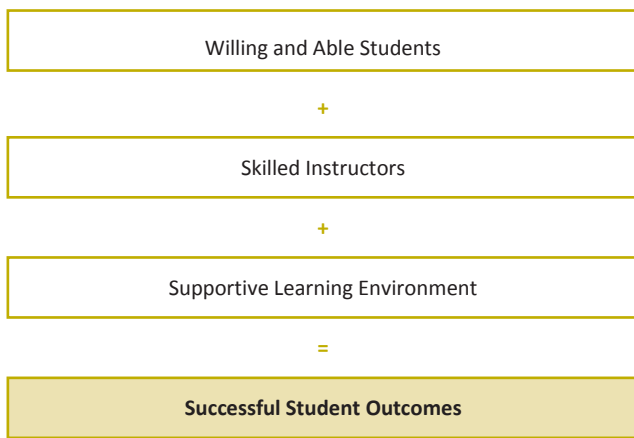 Willing and Able Students
+
Skilled Instructors
+
Supportive Learning Environment
=
Successful Student Outcomes